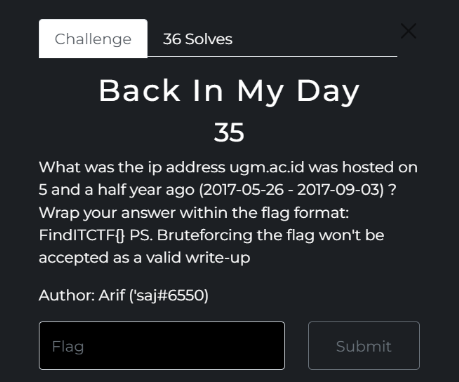 Challenge
36 Solves
Back In My Day
35
What was the ip address ugm.ac.id was hosted on
5 and a half year ago (2017-05-26 - 2017-09-03) ?
Wrap your answer within the flag format:
FindITCTF{} PS. Bruteforcing the flag won't be
accepted as a valid write-up
Author: Arif ('saj#6550)
Flag
Submit